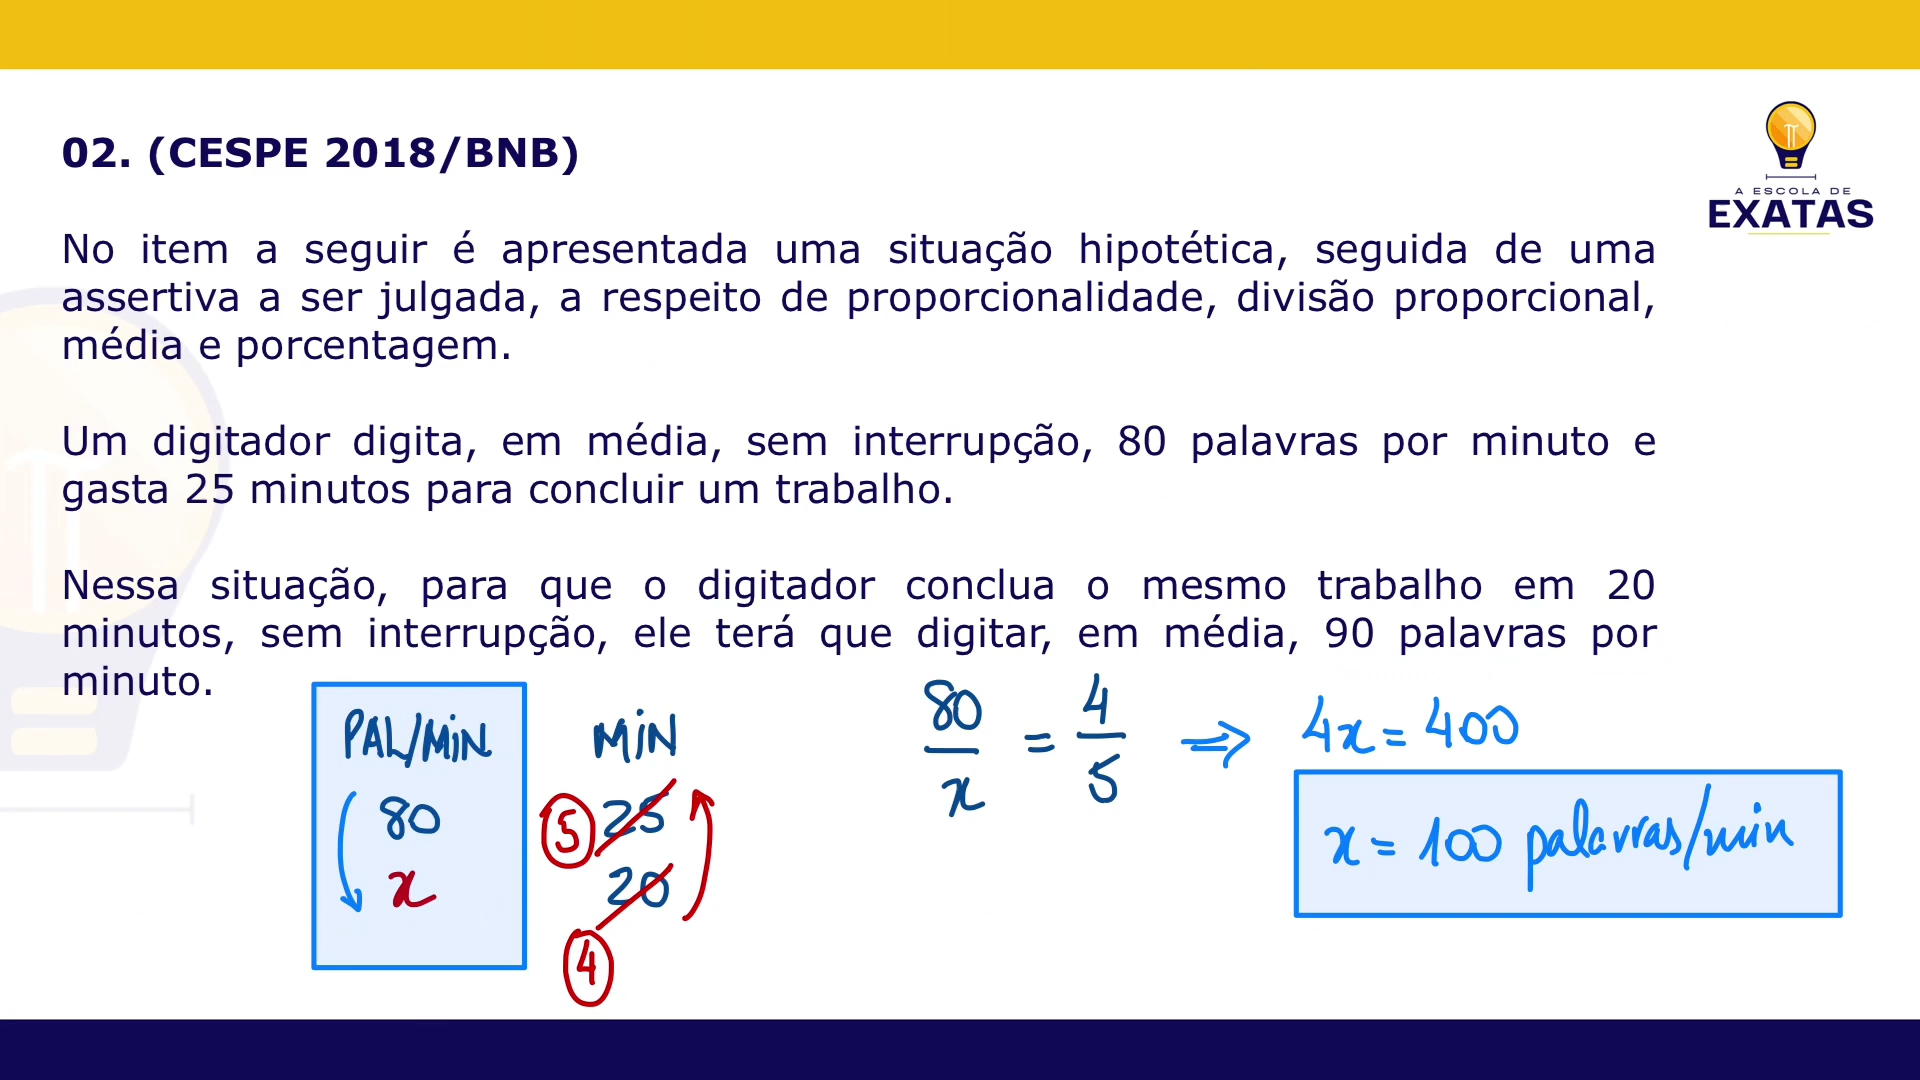 02. (CESPE 2018/BNB)
A ESCOLA DE
EXATAS
No item a seguir é apresentada uma situação hipotética, seguida de uma
assertiva a ser julgada, a respeito de proporcionalidade, divisão proporcional,
média e porcentagem.
Um digitador digita, em média, sem interrupção, 80 palavras por minuto e
gasta 25 minutos para concluir um trabalho.
Nessa situação, para que o digitador conclua o mesmo trabalho em 20
minutos, sem interrupção, ele terá que digitar, em média, 90 palavras por
minuto.
PAL/MIN MIN
80 5 25
x 20
4
80/x = 4/5 ⇒ 4x = 400
x = 100 palavras/min